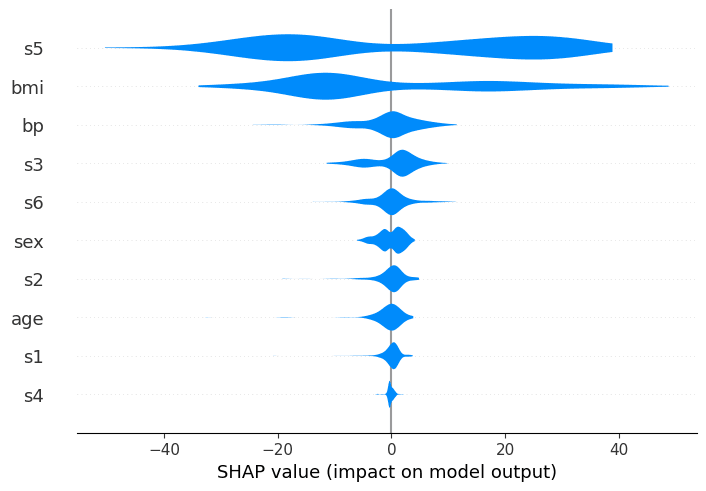 s5
bmi
bp
s3
s6
sex
s2
age
s1
s4
−40 −20 0 20 40
SHAP value (impact on model output)